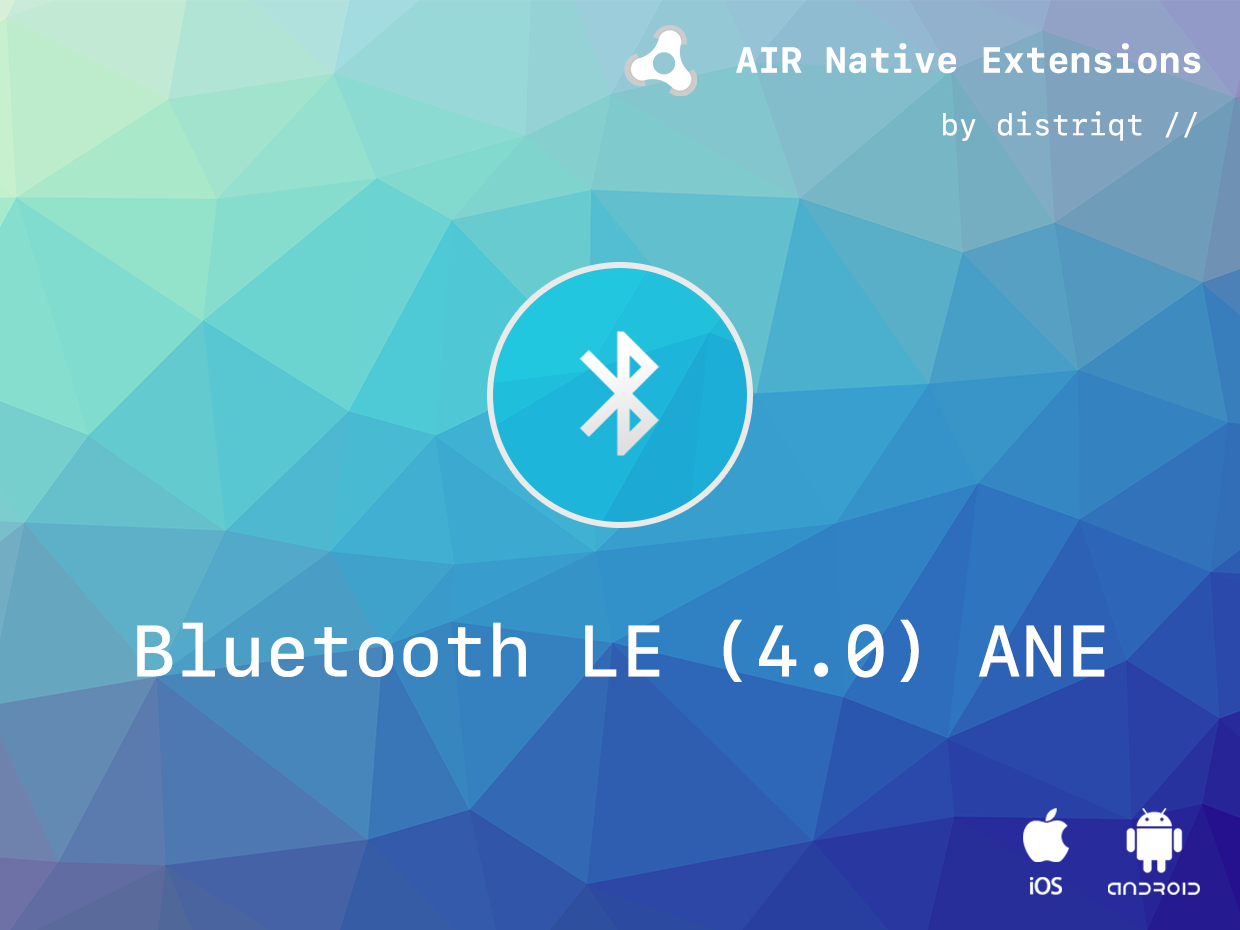 AIR Native Extensions
by distriqt //
Bluetooth LE (4.0) ANE
iOS
ANDROID